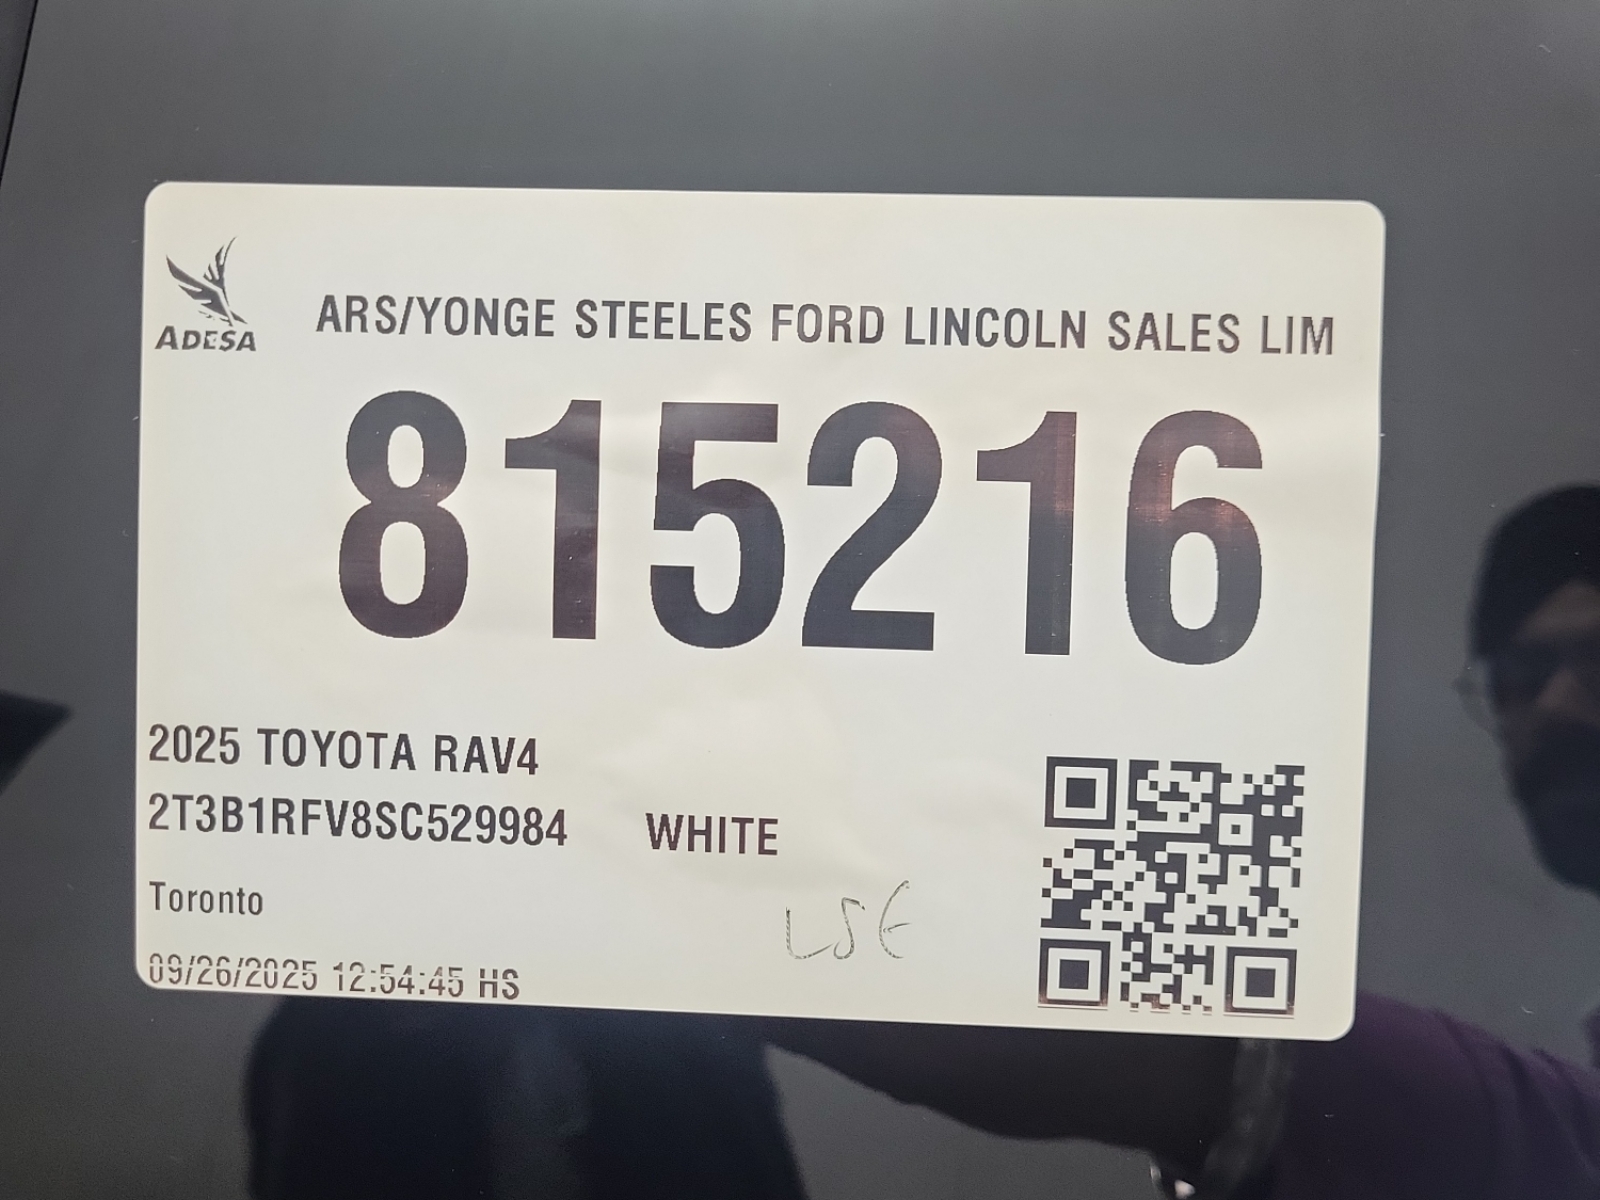 ADESA
ARS/YONGE STEELES FORD LINCOLN SALES LIM
815216
2025 TOYOTA RAV4
2T3B1RFV8SC529984 WHITE
Toronto
09/26/2025 12:54:45 HS